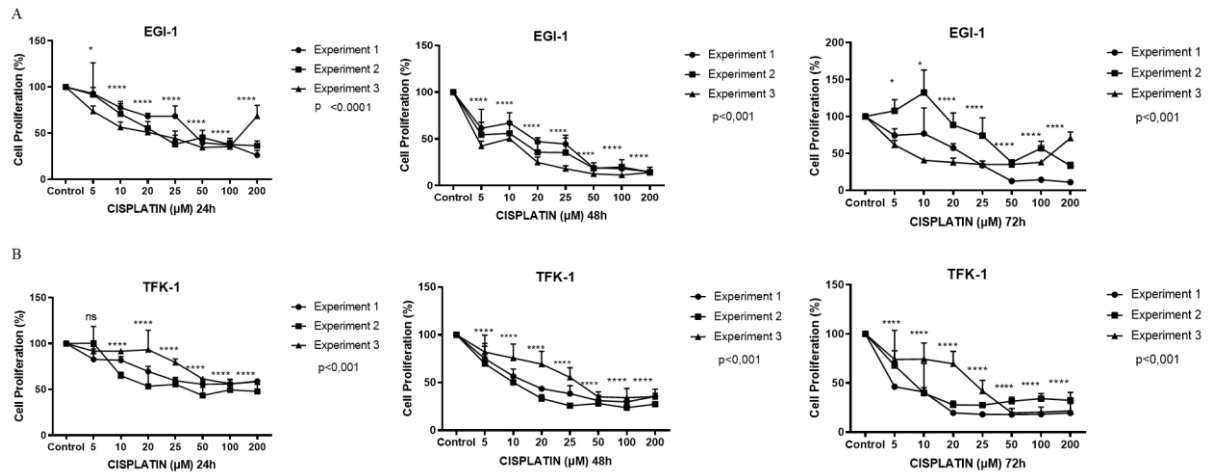 A
EGI-1
Cell Proliferation (%)
150
100
50
0
* **** **** **** **** **** ****
Control 5 10 20 25 50 100 200
CISPLATIN (µM) 24h
Experiment 1
Experiment 2
Experiment 3
p <0.0001
EGI-1
Cell Proliferation (%)
150
100
50
0
**** **** **** **** **** **** ****
Control 5 10 20 25 50 100 200
CISPLATIN (µM) 48h
Experiment 1
Experiment 2
Experiment 3
p<0,001
EGI-1
Cell Proliferation (%)
200
150
100
50
0
* * **** **** **** **** ****
Control 5 10 20 25 50 100 200
CISPLATIN (µM) 72h
Experiment 1
Experiment 2
Experiment 3
p<0,001
B
TFK-1
Cell Proliferation (%)
150
100
50
0
ns **** **** **** **** **** ****
Control 5 10 20 25 50 100 200
CISPLATIN (µM) 24h
Experiment 1
Experiment 2
Experiment 3
p<0,001
TFK-1
Cell Proliferation (%)
150
100
50
0
**** **** **** **** **** **** ****
Control 5 10 20 25 50 100 200
CISPLATIN (µM) 48h
Experiment 1
Experiment 2
Experiment 3
p<0,001
TFK-1
Cell Proliferation (%)
150
100
50
0
**** **** **** **** **** **** ****
Control 5 10 20 25 50 100 200
CISPLATIN (µM) 72h
Experiment 1
Experiment 2
Experiment 3
p<0,001